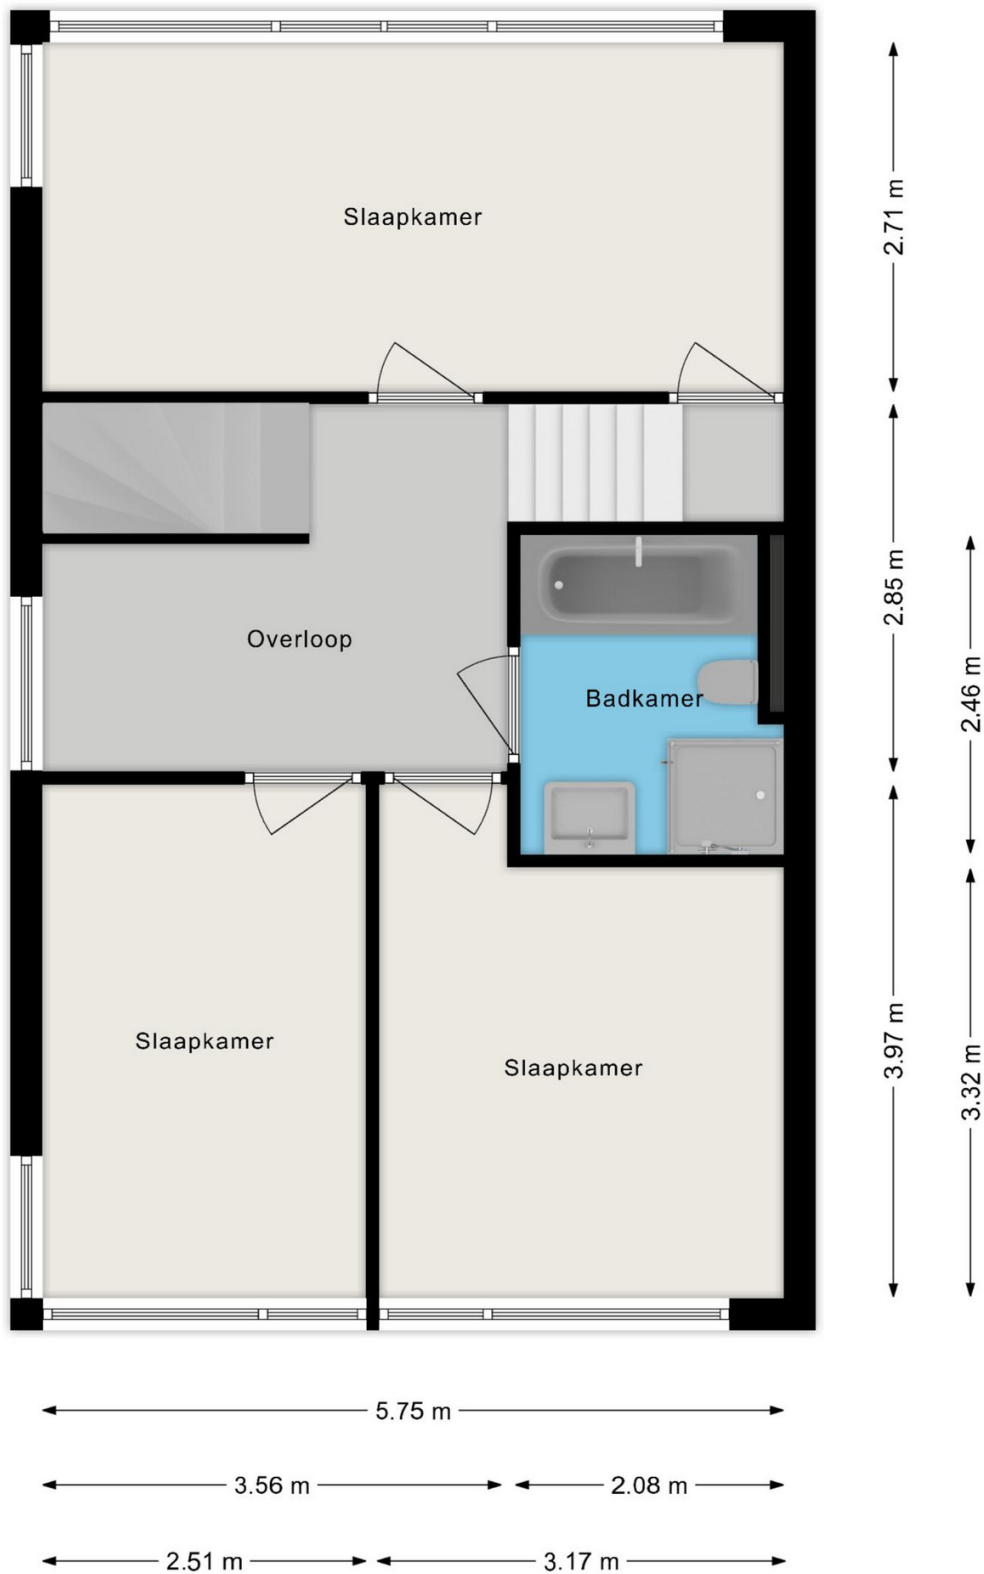 Slaapkamer
2.71 m
Overloop
2.85 m
Badkamer
2.46 m
Slaapkamer
Slaapkamer
3.97 m
3.32 m
5.75 m
3.56 m
2.08 m
2.51 m
3.17 m